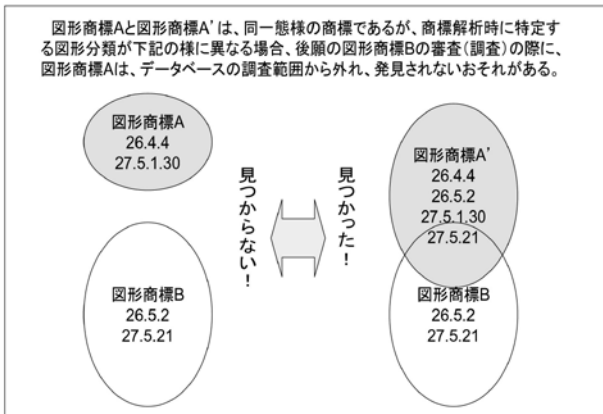 図形商標Aと図形商標A’は、同一態様の商標であるが、商標解析時に特定す
る図形分類が下記の様に異なる場合、後願の図形商標Bの審査(調査)の際に、
図形商標Aは、データベースの調査範囲から外れ、発見されないおそれがある。
図形商標A
26.4.4
27.5.1.30
見つからない!
図形商標B
26.5.2
27.5.21
見つかった!
図形商標A’
26.4.4
26.5.2
27.5.1.30
27.5.21
図形商標B
26.5.2
27.5.21